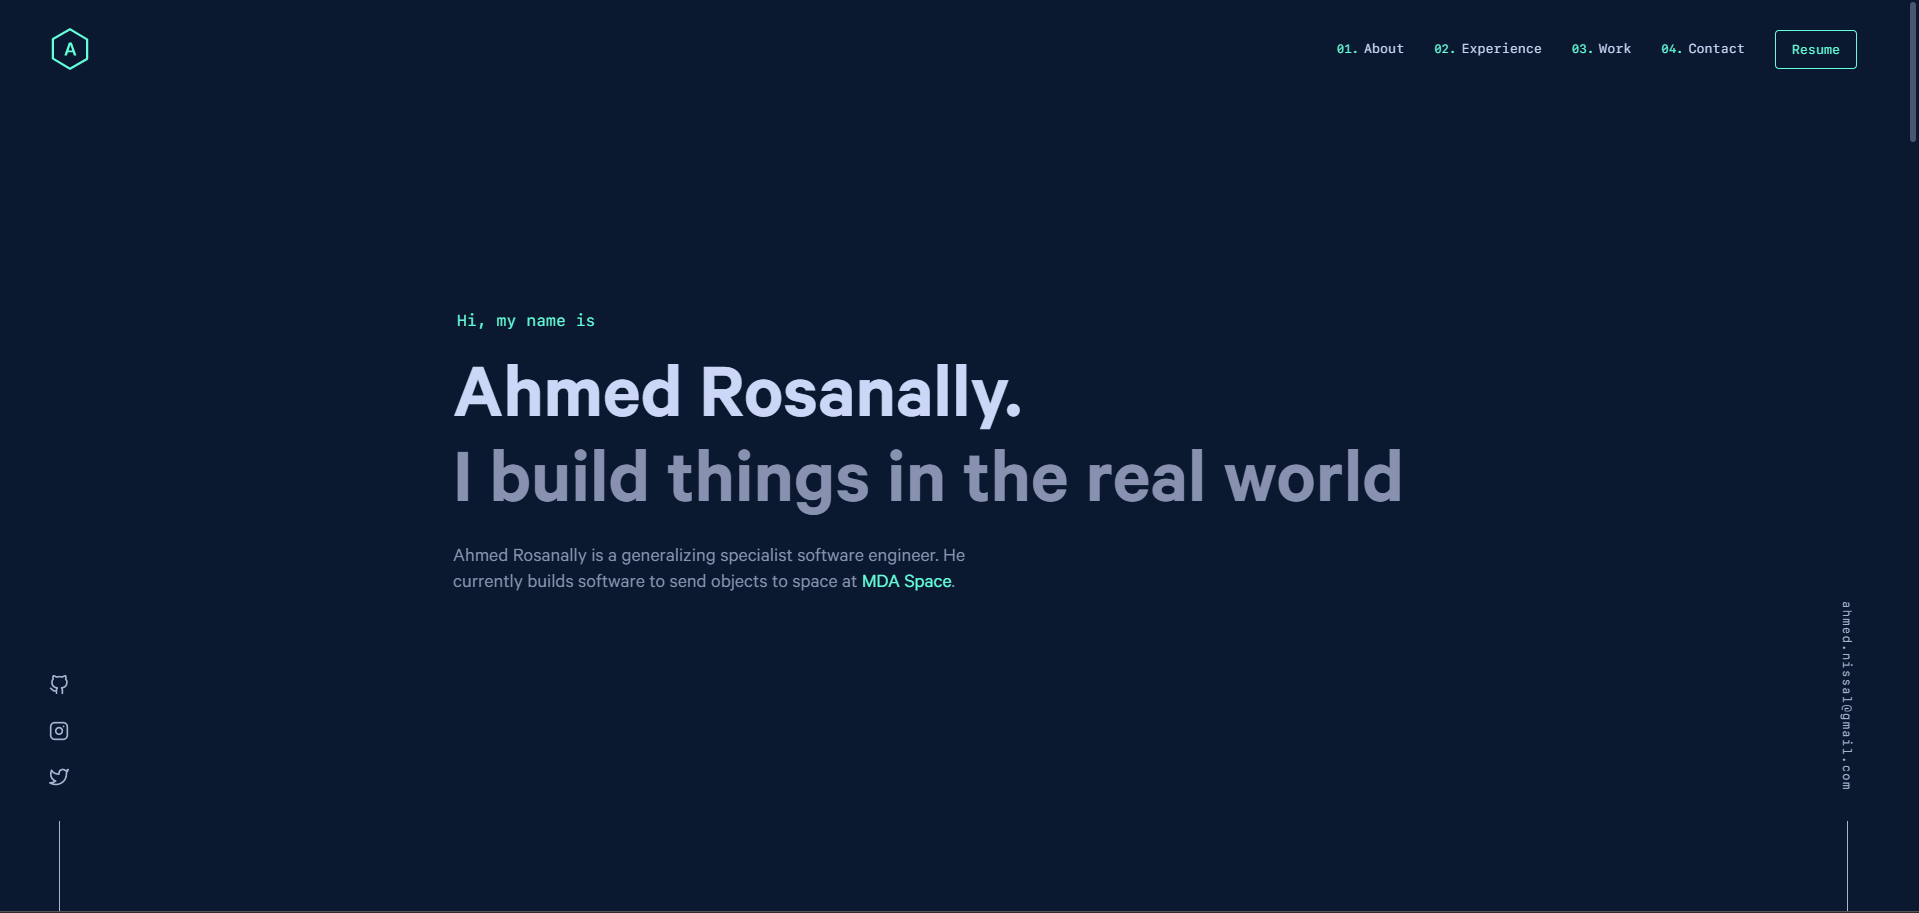 A
01. About 02. Experience 03. Work 04. Contact Resume
Hi, my name is
Ahmed Rosanally.
I build things in the real world
Ahmed Rosanally is a generalizing specialist software engineer. He
currently builds software to send objects to space at MDA Space.
ahmed.nissal@gmail.com